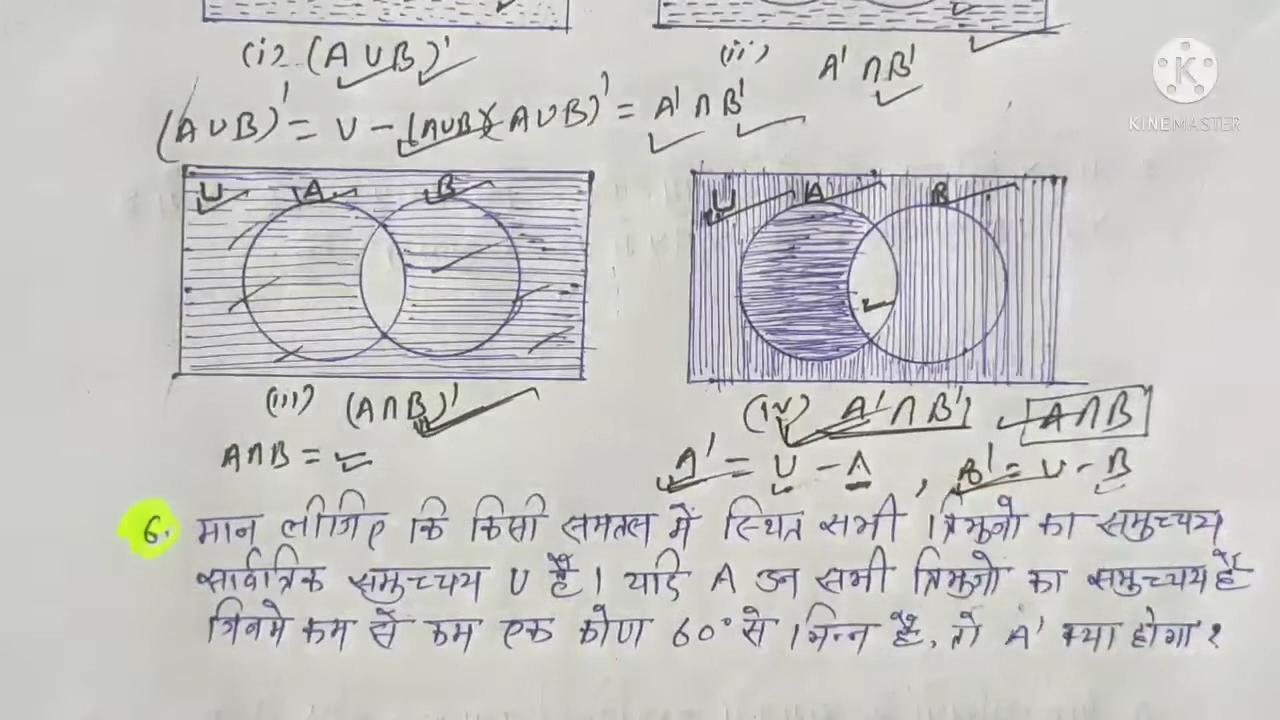 (i) (A∪B)'
(ii) A' ∩ B'
(A∪B)' = U - (A∪B)(A∪B)' = A' ∩ B'
U A B
U A B
(iii) (A∩B)'
(iv) A' ∩ B' A∩B
A∩B =
A' = U - A , B' = U - B
6. मान लीजिए कि किसी समतल में स्थित सभी त्रिभुजो का समुच्चय
सार्वत्रिक समुच्चय U है। यदि A उन सभी त्रिभुजो का समुच्चय है
जिनमे कम से कम एक कोण 60° से भिन्न है, तो A' क्या होगा?
KINEMASTER